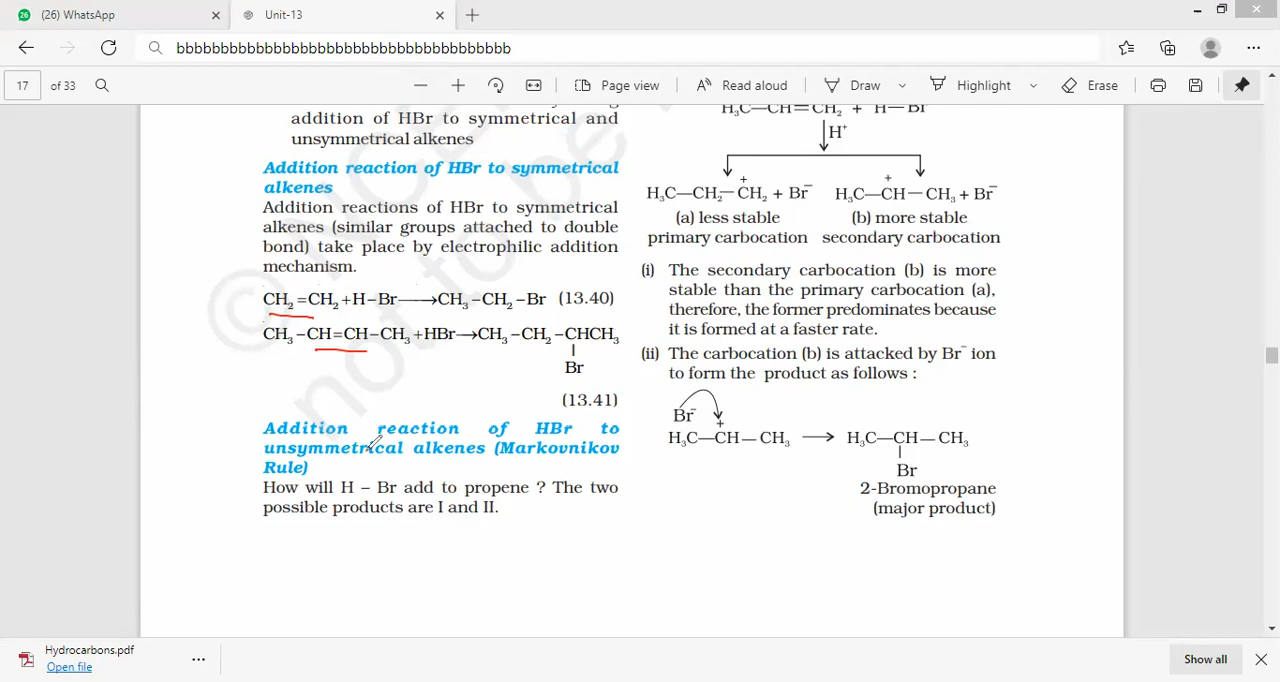 26 (26) WhatsApp
Unit-13
bbbbbbbbbbbbbbbbbbbbbbbbbbbbbbbbbbbbbb
17 of 33
Page view
Read aloud
Draw
Highlight
Erase
addition of HBr to symmetrical and
unsymmetrical alkenes
Addition reaction of HBr to symmetrical
alkenes
Addition reactions of HBr to symmetrical
alkenes (similar groups attached to double
bond) take place by electrophilic addition
mechanism.
CH₂=CH₂+H–Br⟶CH₃–CH₂–Br (13.40)
CH₃–CH=CH–CH₃+HBr→CH₃–CH₂–CHCH₃
|
Br
(13.41)
Addition reaction of HBr to
unsymmetrical alkenes (Markovnikov
Rule)
How will H – Br add to propene ? The two
possible products are I and II.
H₃C—CH=CH₂ + H—Br
H⁺
+ +
H₃C—CH₂—CH₂ + Br⁻ H₃C—CH—CH₃ + Br⁻
(a) less stable (b) more stable
primary carbocation secondary carbocation
(i) The secondary carbocation (b) is more
stable than the primary carbocation (a),
therefore, the former predominates because
it is formed at a faster rate.
(ii) The carbocation (b) is attacked by Br⁻ ion
to form the product as follows :
Br⁻
+
H₃C—CH—CH₃ ⟶ H₃C—CH—CH₃
|
Br
2-Bromopropane
(major product)
not to be
Hydrocarbons.pdf
Open file
Show all